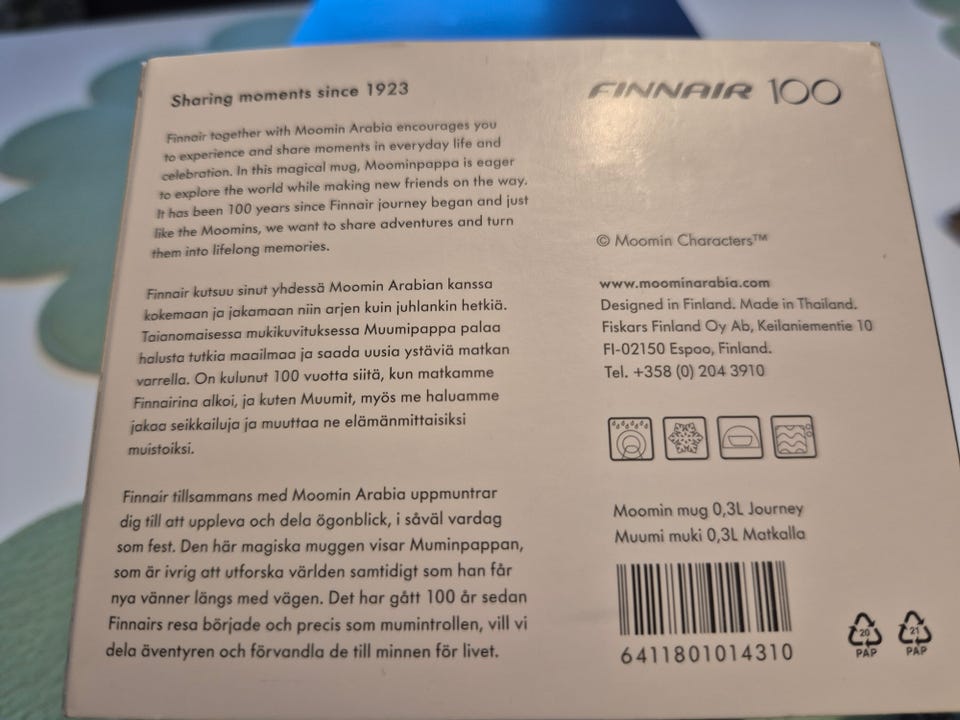 Sharing moments since 1923
Finnair together with Moomin Arabia encourages you
to experience and share moments in everyday life and
celebration. In this magical mug, Moominpappa is eager
to explore the world while making new friends on the way.
It has been 100 years since Finnair journey began and just
like the Moomins, we want to share adventures and turn
them into lifelong memories.
Finnair kutsuu sinut yhdessä Moomin Arabian kanssa
kokemaan ja jakamaan niin arjen kuin juhlankin hetkiä.
Taianomaisessa mukikuvituksessa Muumipappa palaa
halusta tutkia maailmaa ja saada uusia ystäviä matkan
varrella. On kulunut 100 vuotta siitä, kun matkamme
Finnairina alkoi, ja kuten Muumit, myös me haluamme
jakaa seikkailuja ja muuttaa ne elämänmittaisiksi
muistoiksi.
Finnair tillsammans med Moomin Arabia uppmuntrar
dig till att uppleva och dela ögonblick, i såväl vardag
som fest. Den här magiska muggen visar Muminpappan,
som är ivrig att utforska världen samtidigt som han får
nya vänner längs med vägen. Det har gått 100 år sedan
Finnairs resa började och precis som mumintrollen, vill vi
dela äventyren och förvandla de till minnen för livet.
FINNAIR 100
© Moomin Characters™
www.moominarabia.com
Designed in Finland. Made in Thailand.
Fiskars Finland Oy Ab, Keilaniementie 10
FI-02150 Espoo, Finland.
Tel. +358 (0) 204 3910
Moomin mug 0,3L Journey
Muumi muki 0,3L Matkalla
6411801014310
20 PAP
21 PAP